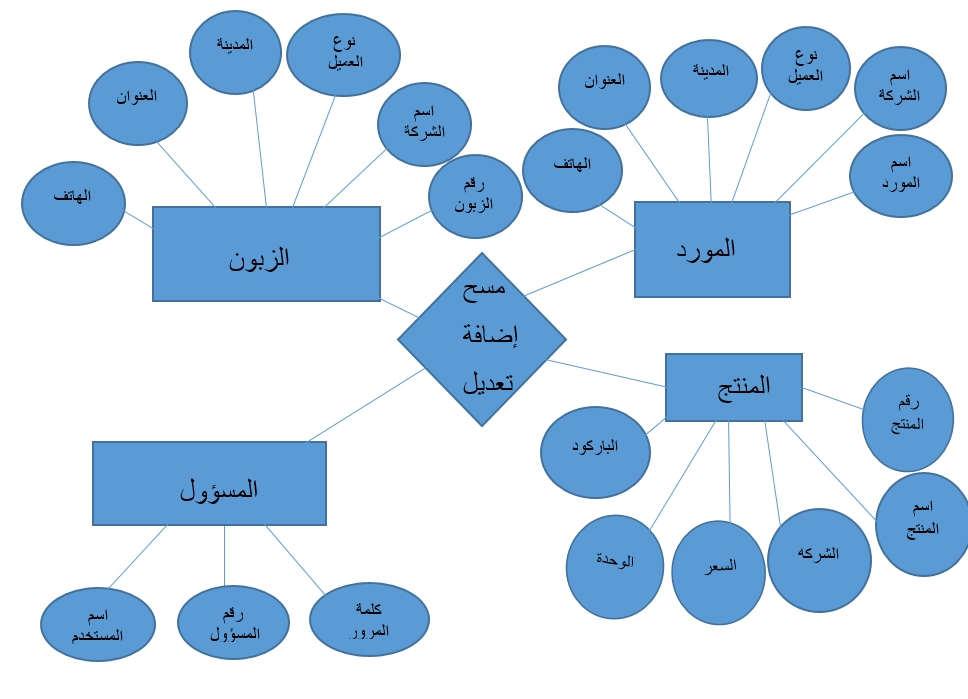 نوع
العميل
المدينة
العنوان
اسم
الشركة
الهاتف
رقم
الزبون
الزبون
نوع
العميل
المدينة
العنوان
اسم
الشركة
الهاتف
اسم
المورد
المورد
مسح
إضافة
تعديل
المنتج
رقم
المنتج
الباركود
اسم
المنتج
الشركه
السعر
الوحدة
المسؤول
كلمة
المرور
رقم
المسؤول
اسم
المستخدم